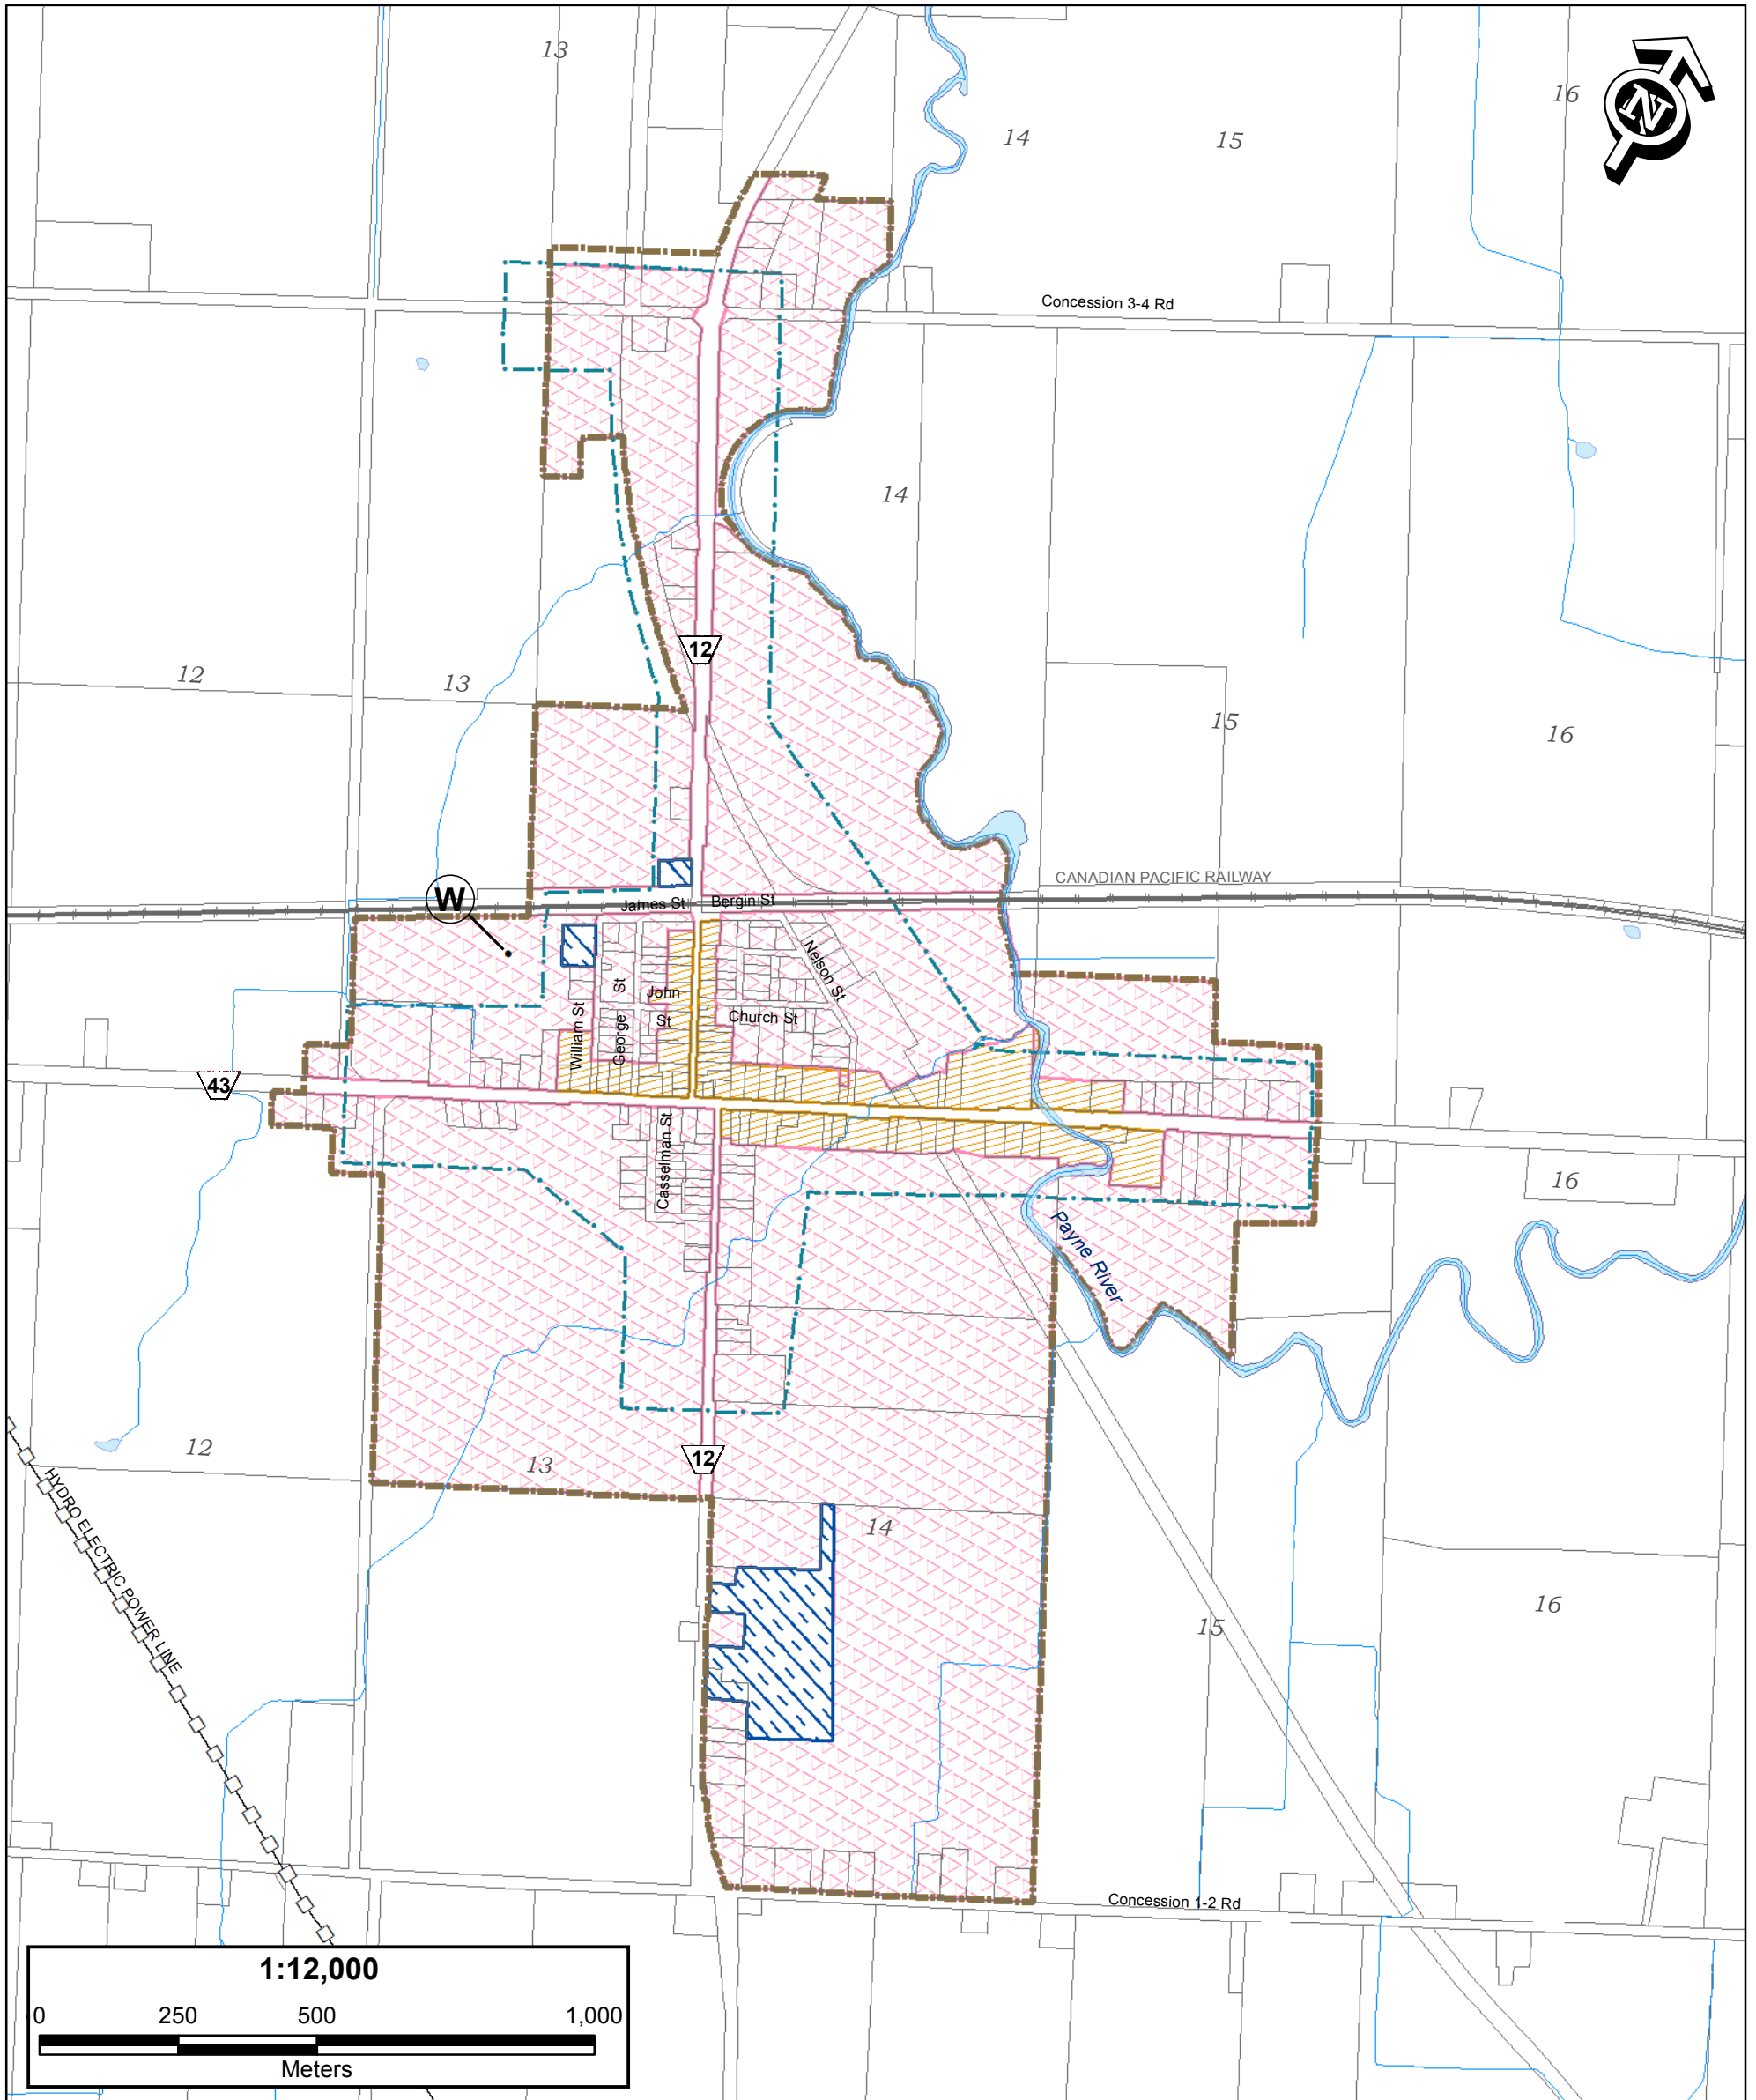 13
16
N
14
15
Concession 3-4 Rd
14
12
12
13
15
16
CANADIAN PACIFIC RAILWAY
W
James St
Bergin St
Nelson St
John
St
Church St
William St
George St
43
Casselman St
16
Payne River
12
13
12
14
HYDRO ELECTRIC POWER LINE
15
16
Concession 1-2 Rd
1:12,000
0 250 500 1,000
Meters